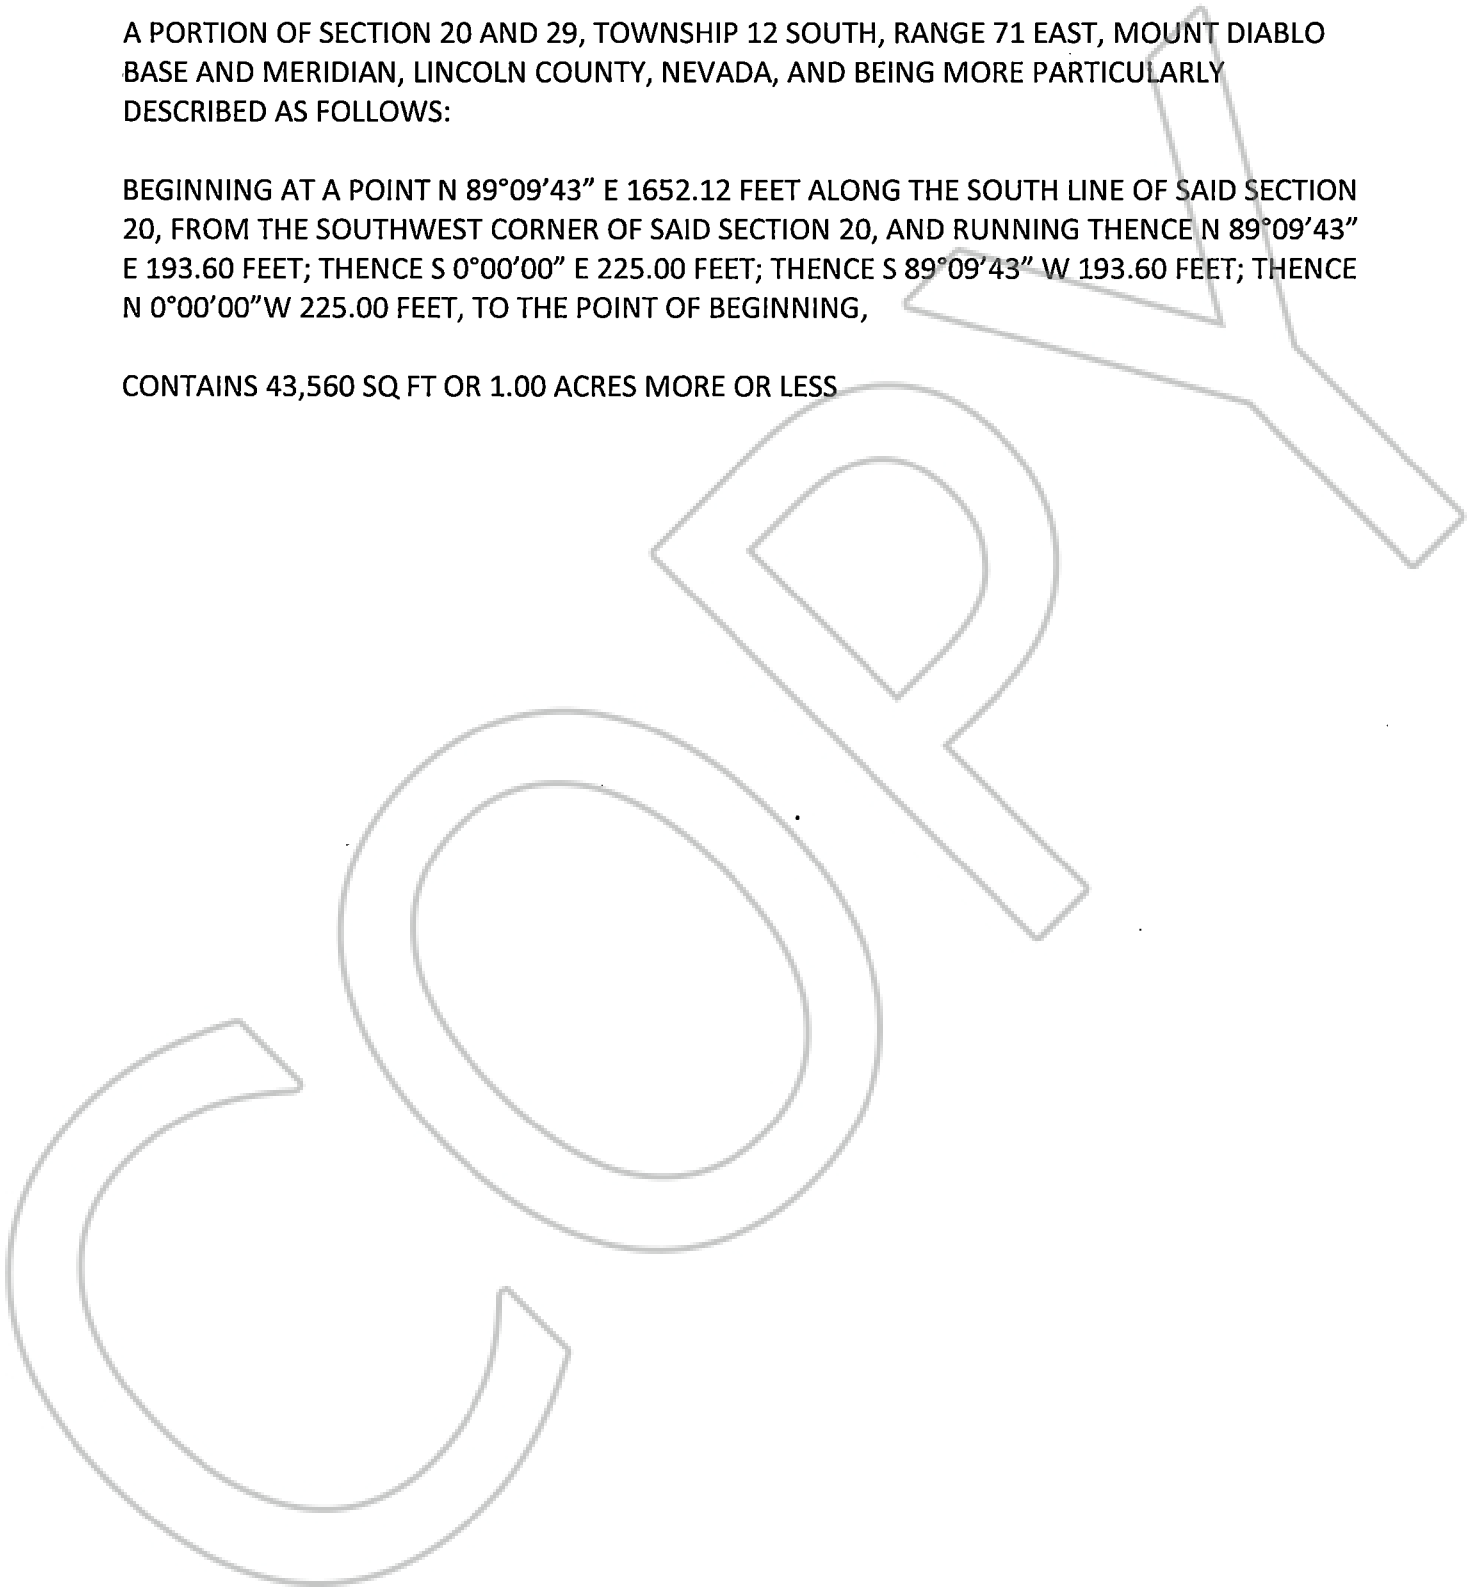 A PORTION OF SECTION 20 AND 29, TOWNSHIP 12 SOUTH, RANGE 71 EAST, MOUNT DIABLO
BASE AND MERIDIAN, LINCOLN COUNTY, NEVADA, AND BEING MORE PARTICULARLY
DESCRIBED AS FOLLOWS:
BEGINNING AT A POINT N 89°09’43” E 1652.12 FEET ALONG THE SOUTH LINE OF SAID SECTION
20, FROM THE SOUTHWEST CORNER OF SAID SECTION 20, AND RUNNING THENCE N 89°09’43”
E 193.60 FEET; THENCE S 0°00’00” E 225.00 FEET; THENCE S 89°09’43” W 193.60 FEET; THENCE
N 0°00’00”W 225.00 FEET, TO THE POINT OF BEGINNING,
CONTAINS 43,560 SQ FT OR 1.00 ACRES MORE OR LESS
COPY